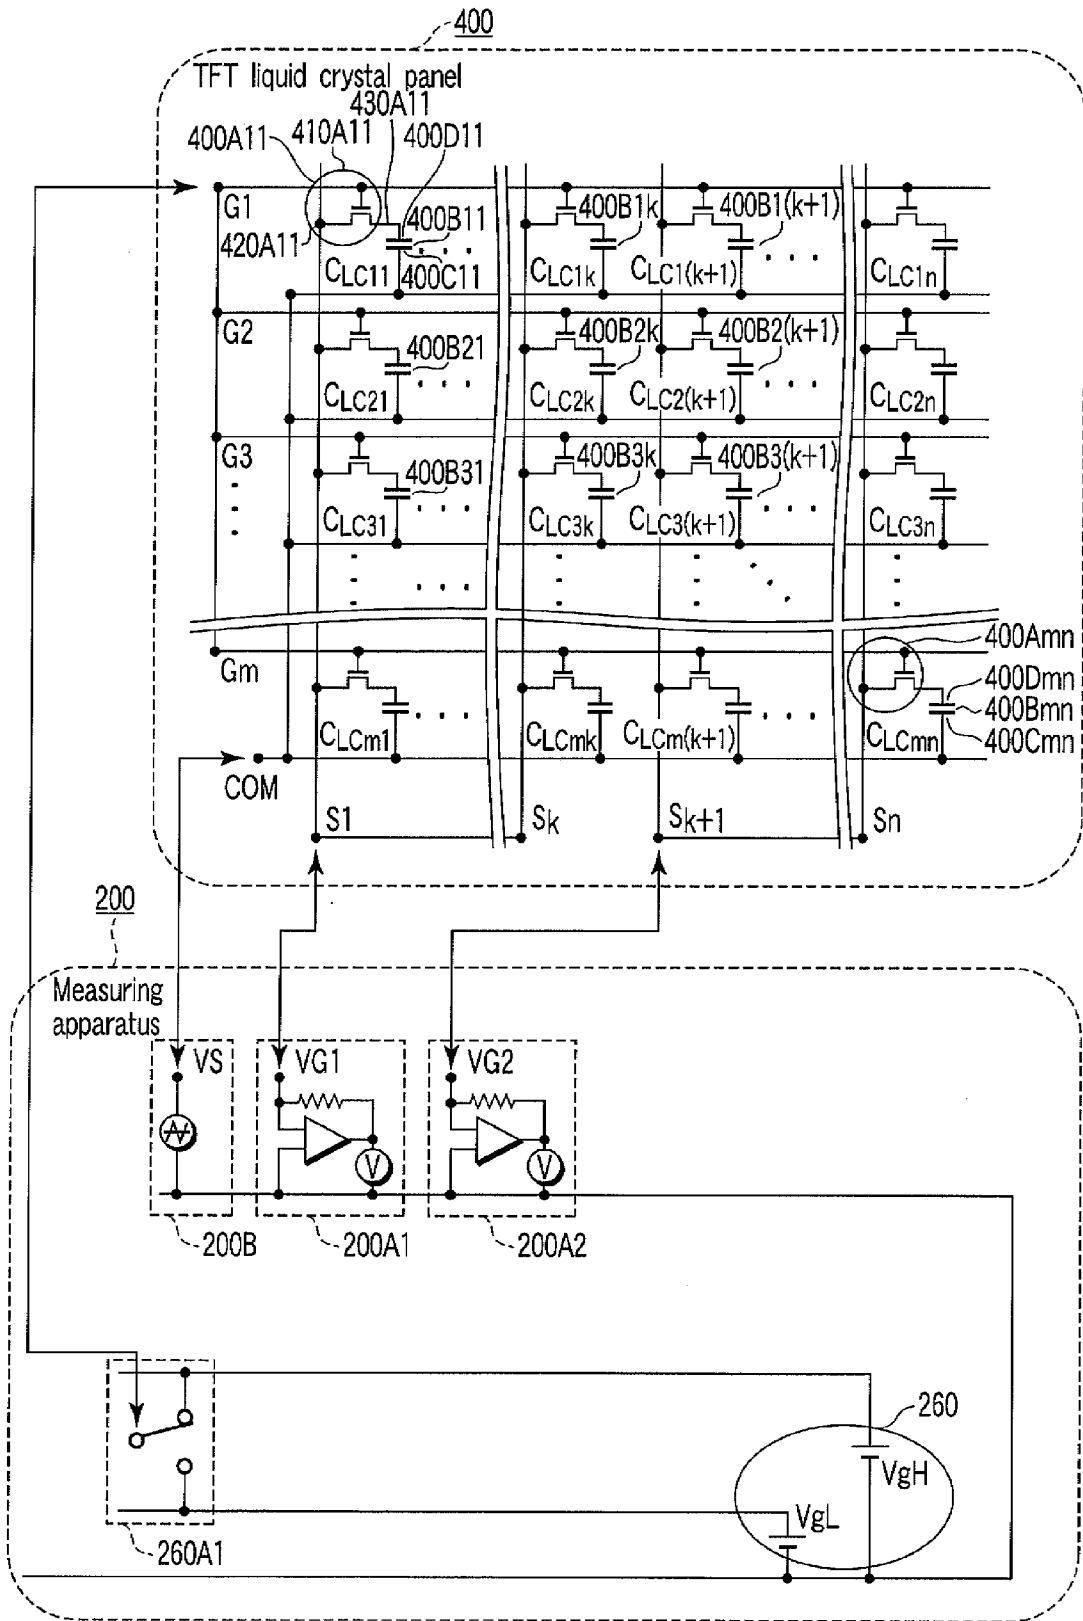 400
TFT liquid crystal panel
430A11
400A11 410A11 400D11
G1 400B11 400B1k 400B1(k+1)
420A11 400C11
CLC11 CLC1k CLC1(k+1) CLC1n
G2 400B21 400B2k 400B2(k+1)
CLC21 CLC2k CLC2(k+1) CLC2n
G3 400B31 400B3k 400B3(k+1)
CLC31 CLC3k CLC3(k+1) CLC3n
400Amn
Gm 400Dmn
400Bmn
CLCm1 CLCmk CLCm(k+1) CLCmn 400Cmn
COM
S1 Sk Sk+1 Sn
200
Measuring
apparatus
VS VG1 VG2
V V
200B 200A1 200A2
260
VgH
VgL
260A1